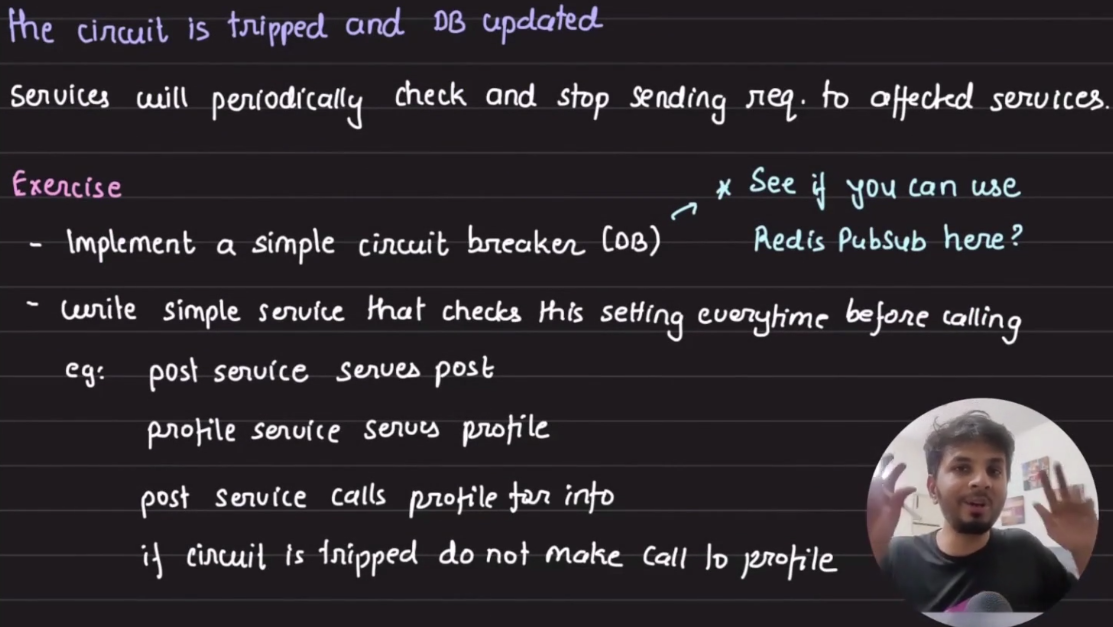 The circuit is tripped and DB updated
Services will periodically check and stop sending req. to affected services.
Exercise
- Implement a simple circuit breaker (DB)
* See if you can use
Redis PubSub here?
- write simple service that checks this setting everytime before calling
eg: post service serves post
profile service serves profile
post service calls profile for info
if circuit is tripped do not make call to profile